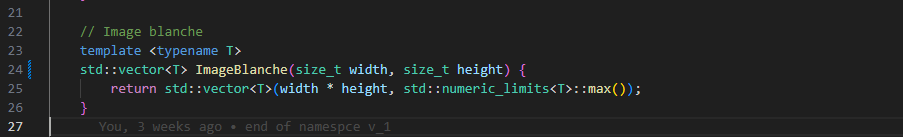 21
22 // Image blanche
23 template <typename T>
24 std::vector<T> ImageBlanche(size_t width, size_t height) {
25 return std::vector<T>(width * height, std::numeric_limits<T>::max());
26 }
27 You, 3 weeks ago • end of namespce v_1